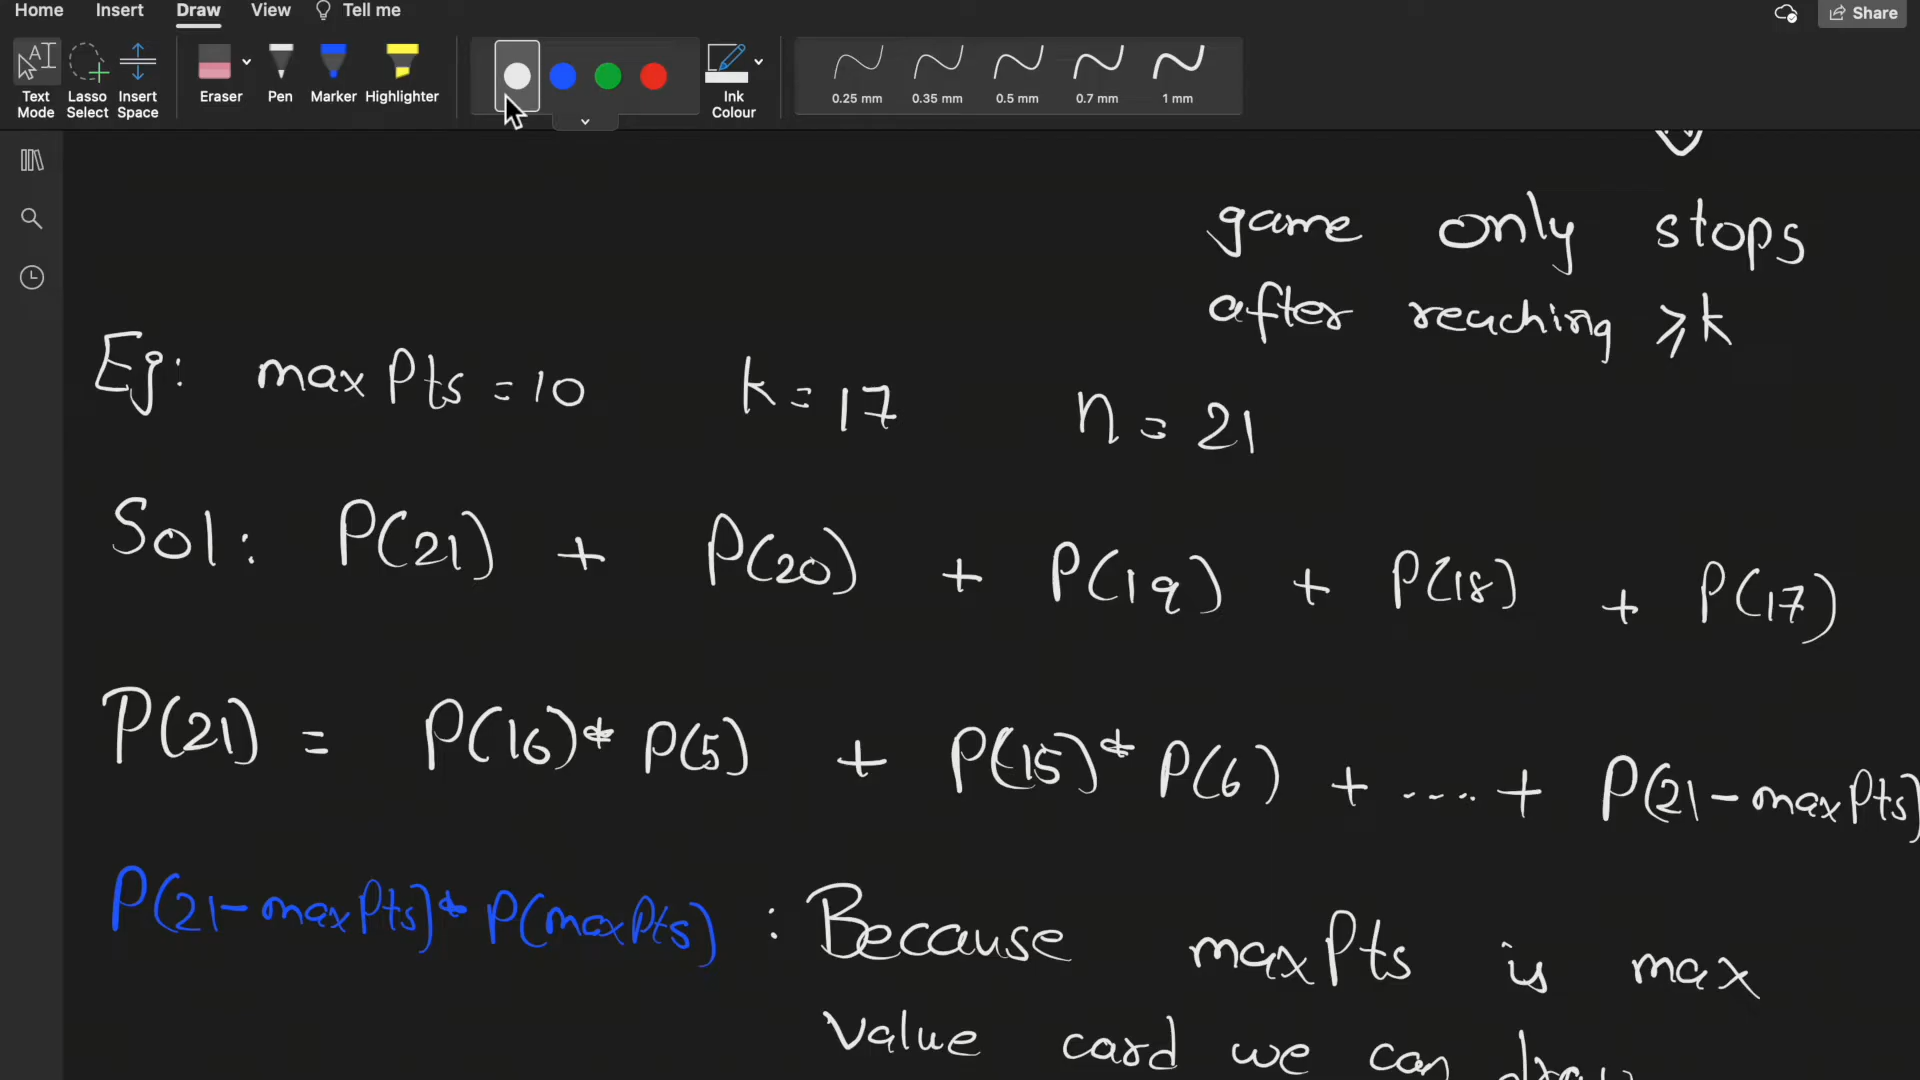 Home Insert Draw View Tell me Share
Text Mode Lasso Select Insert Space Eraser Pen Marker Highlighter Ink Colour 0.25 mm 0.35 mm 0.5 mm 0.7 mm 1 mm
game only stops
after reaching ⩾k
Eg: maxPts = 10 k = 17 n = 21
Sol: P(21) + P(20) + P(19) + P(18) + P(17)
P(21) = P(16)* P(5) + P(15)* P(6) + .... + P(21-maxPts)
P(21-maxPts)* P(maxPts) : Because maxPts is max
value card we can draw